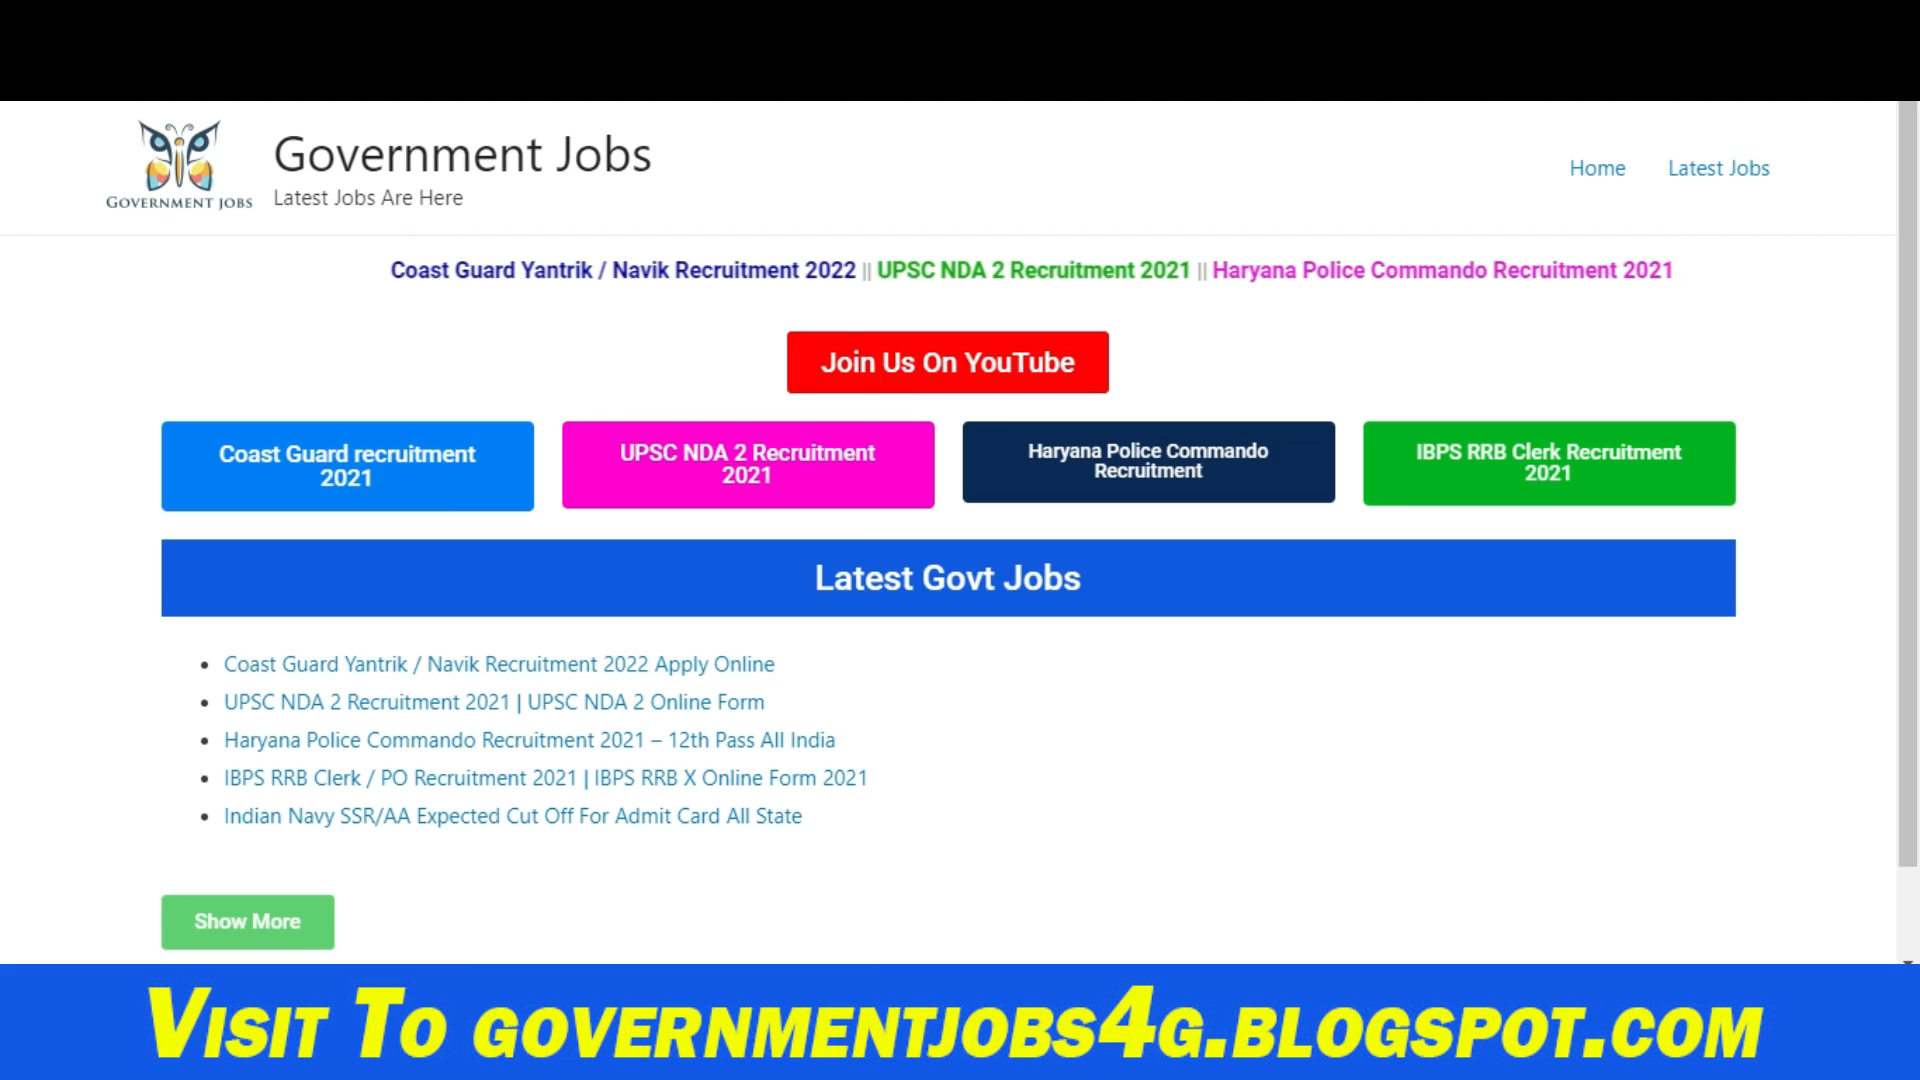 Government Jobs
Latest Jobs Are Here
GOVERNMENT JOBS
Home
Latest Jobs
Coast Guard Yantrik / Navik Recruitment 2022 || UPSC NDA 2 Recruitment 2021 || Haryana Police Commando Recruitment 2021
Join Us On YouTube
Coast Guard recruitment
2021
UPSC NDA 2 Recruitment
2021
Haryana Police Commando
Recruitment
IBPS RRB Clerk Recruitment
2021
Latest Govt Jobs
Coast Guard Yantrik / Navik Recruitment 2022 Apply Online
UPSC NDA 2 Recruitment 2021 | UPSC NDA 2 Online Form
Haryana Police Commando Recruitment 2021 – 12th Pass All India
IBPS RRB Clerk / PO Recruitment 2021 | IBPS RRB X Online Form 2021
Indian Navy SSR/AA Expected Cut Off For Admit Card All State
Show More
VISIT TO GOVERNMENTJOBS4G.BLOGSPOT.COM